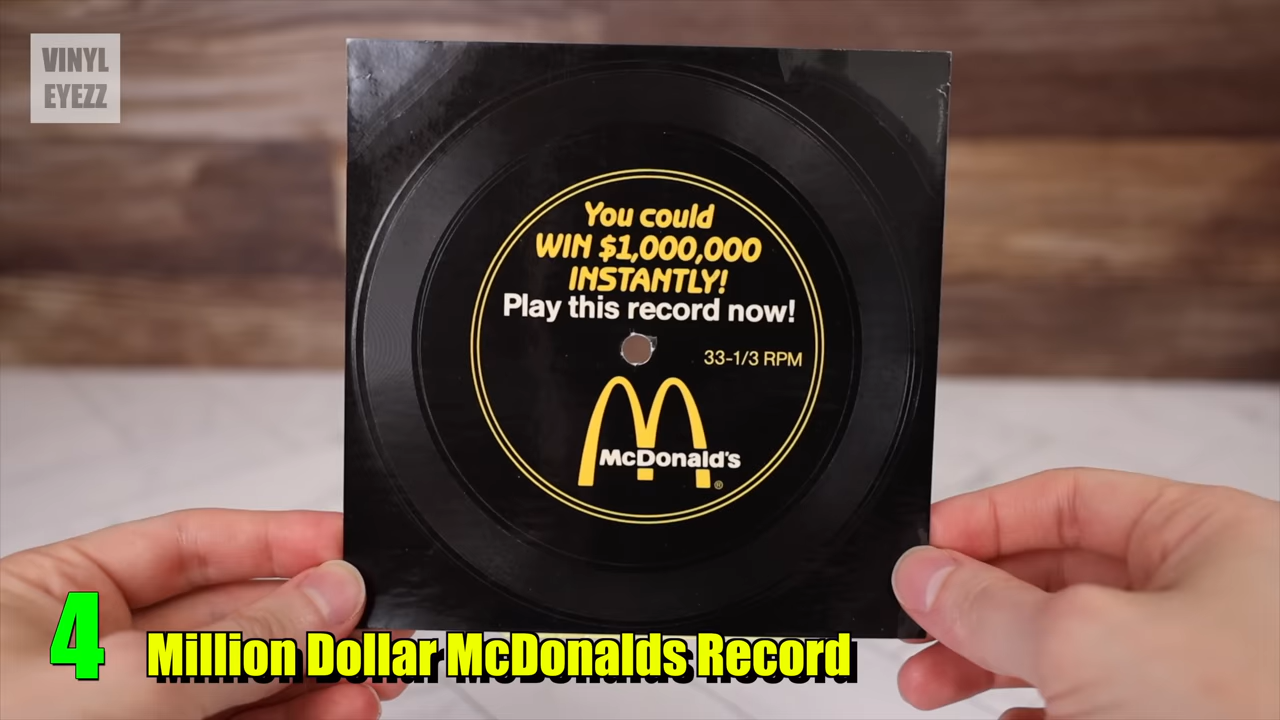 VINYL
EYEZZ
You could
WIN $1,000,000
INSTANTLY!
Play this record now!
33-1/3 RPM
McDonald's
®
4
Million Dollar McDonalds Record